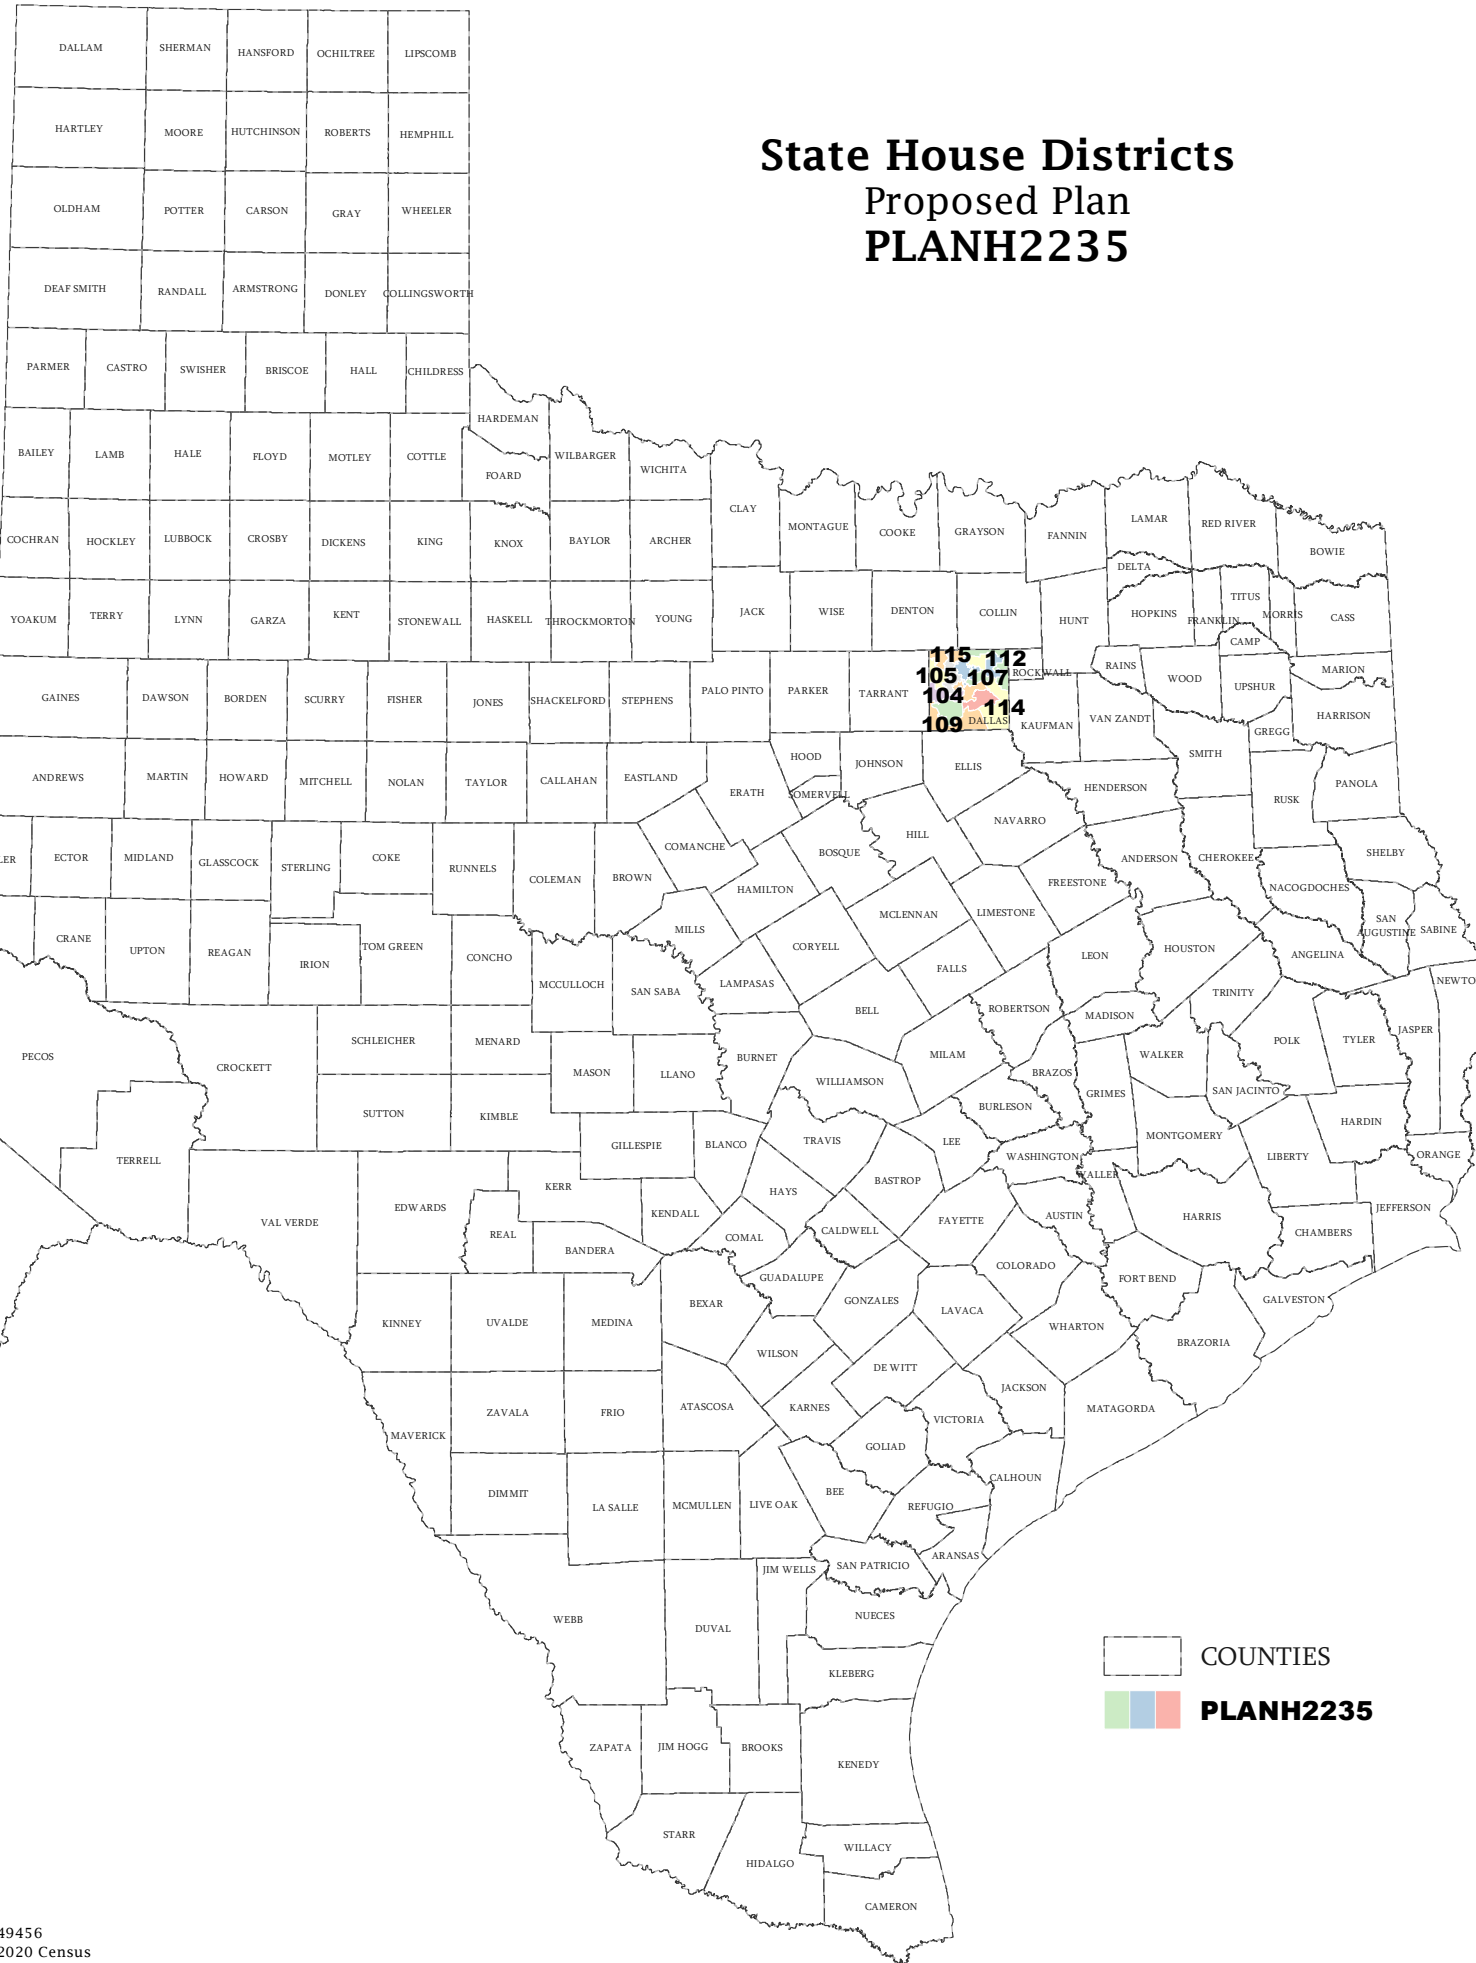 State House Districts
Proposed Plan
PLANH2235
DALLAM
SHERMAN
HANSFORD
OCHILTREE
LIPSCOMB
HARTLEY
MOORE
HUTCHINSON
ROBERTS
HEMPHILL
OLDHAM
POTTER
CARSON
GRAY
WHEELER
DEAF SMITH
RANDALL
ARMSTRONG
DONLEY
COLLINGSWORTH
PARMER
CASTRO
SWISHER
BRISCOE
HALL
CHILDRESS
HARDEMAN
BAILEY
LAMB
HALE
FLOYD
MOTLEY
COTTLE
FOARD
WILBARGER
WICHITA
CLAY
MONTAGUE
COOKE
GRAYSON
FANNIN
LAMAR
RED RIVER
BOWIE
DELTA
COCHRAN
HOCKLEY
LUBBOCK
CROSBY
DICKENS
KING
KNOX
BAYLOR
ARCHER
YOAKUM
TERRY
LYNN
GARZA
KENT
STONEWALL
HASKELL
THROCKMORTON
YOUNG
JACK
WISE
DENTON
COLLIN
HUNT
HOPKINS
FRANKLIN
TITUS
MORRIS
CASS
CAMP
115
112
105
107
104
114
109
DALLAS
ROCKWALL
RAINS
WOOD
UPSHUR
MARION
HARRISON
GREGG
GAINES
DAWSON
BORDEN
SCURRY
FISHER
JONES
SHACKELFORD
STEPHENS
PALO PINTO
PARKER
TARRANT
KAUFMAN
VAN ZANDT
SMITH
ANDREWS
MARTIN
HOWARD
MITCHELL
NOLAN
TAYLOR
CALLAHAN
EASTLAND
ERATH
HOOD
SOMERVELL
JOHNSON
ELLIS
HENDERSON
RUSK
PANOLA
LER
ECTOR
MIDLAND
GLASSCOCK
STERLING
COKE
RUNNELS
COLEMAN
BROWN
COMANCHE
HAMILTON
BOSQUE
HILL
NAVARRO
FREESTONE
ANDERSON
CHEROKEE
NACOGDOCHES
SHELBY
CRANE
UPTON
REAGAN
IRION
TOM GREEN
CONCHO
MCCULLOCH
SAN SABA
MILLS
LAMPASAS
CORYELL
MCLENNAN
LIMESTONE
FALLS
BELL
LEON
HOUSTON
ANGELINA
SAN
AUGUSTINE
SABINE
NEWTO
PECOS
CROCKETT
SCHLEICHER
MENARD
MASON
LLANO
BURNET
WILLIAMSON
MILAM
ROBERTSON
MADISON
BRAZOS
GRIMES
WALKER
TRINITY
POLK
TYLER
JASPER
SAN JACINTO
HARDIN
TERRELL
SUTTON
KIMBLE
GILLESPIE
BLANCO
TRAVIS
LEE
BURLESON
WASHINGTON
WALLER
MONTGOMERY
LIBERTY
ORANGE
VAL VERDE
EDWARDS
REAL
KERR
BANDERA
KENDALL
COMAL
HAYS
CALDWELL
BASTROP
FAYETTE
AUSTIN
HARRIS
CHAMBERS
JEFFERSON
KINNEY
UVALDE
MEDINA
BEXAR
GUADALUPE
GONZALES
LAVACA
COLORADO
WHARTON
FORT BEND
BRAZORIA
GALVESTON
MAVERICK
ZAVALA
FRIO
ATASCOSA
WILSON
KARNES
DE WITT
JACKSON
MATAGORDA
VICTORIA
GOLIAD
CALHOUN
DIMMIT
LA SALLE
MCMULLEN
LIVE OAK
BEE
REFUGIO
ARANSAS
SAN PATRICIO
JIM WELLS
NUECES
WEBB
DUVAL
KLEBERG
ZAPATA
JIM HOGG
BROOKS
KENEDY
STARR
HIDALGO
WILLACY
CAMERON
COUNTIES
PLANH2235
49456
2020 Census